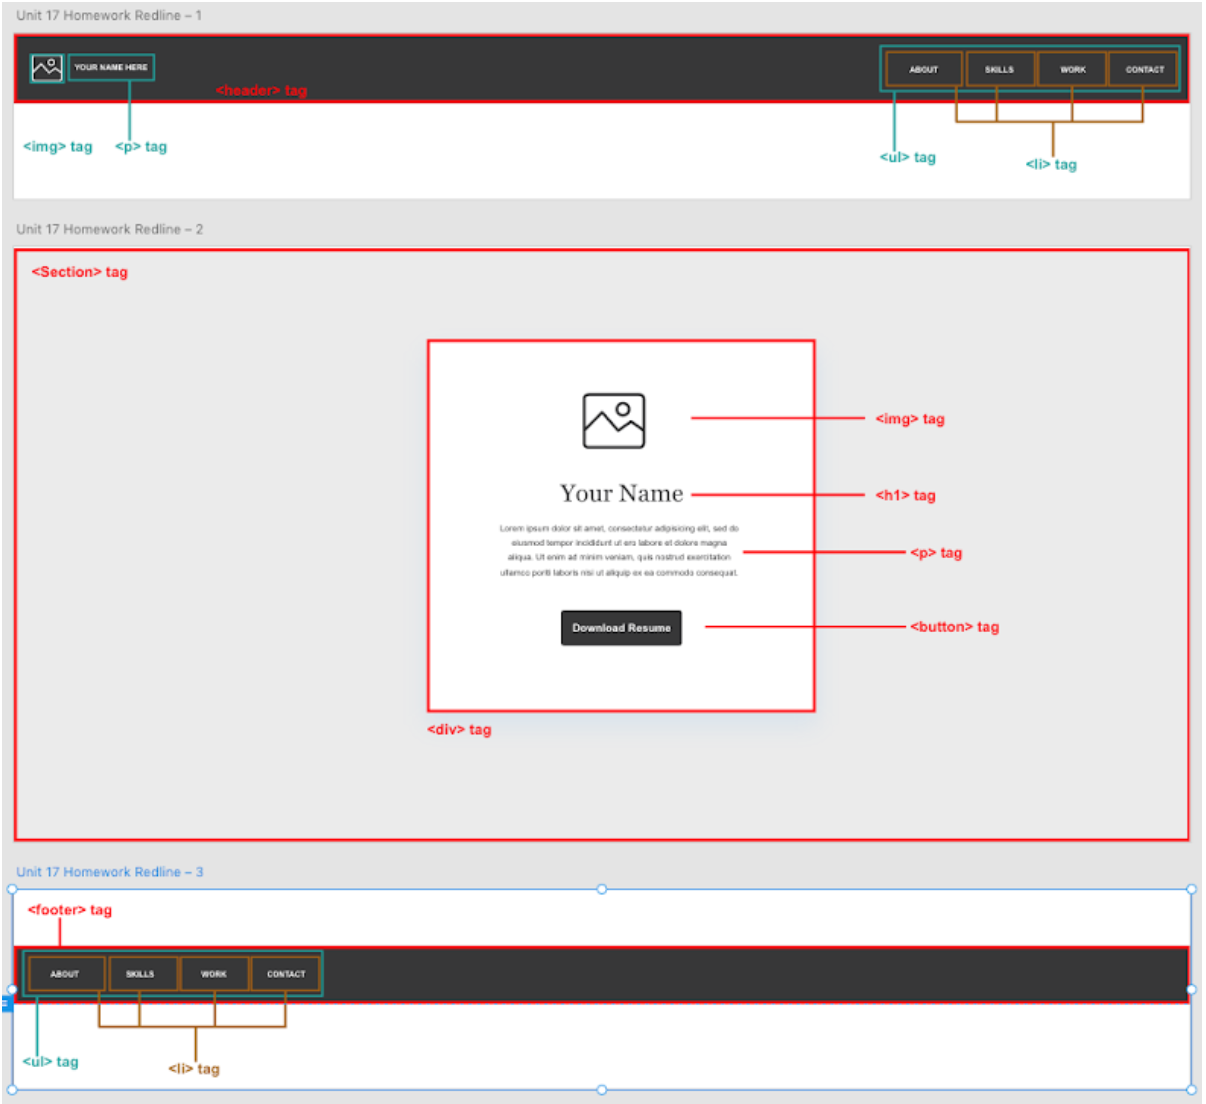 Unit 17 Homework Redline – 1
YOUR NAME HERE
ABOUT SKILLS WORK CONTACT
<header> tag
<img> tag <p> tag
<ul> tag
<li> tag
Unit 17 Homework Redline – 2
<Section> tag
<img> tag
Your Name
<h1> tag
Lorem ipsum dolor sit amet, consectetur adipisicing elit, sed do
eiusmod tempor incididunt ut ero labore et dolore magna
aliqua. Ut enim ad minim veniam, quis nostrud exercitation
ullamco porti laboris nisi ut aliquip ex ea commodo consequat.
<p> tag
Download Resume
<button> tag
<div> tag
Unit 17 Homework Redline – 3
<footer> tag
ABOUT SKILLS WORK CONTACT
<ul> tag
<li> tag